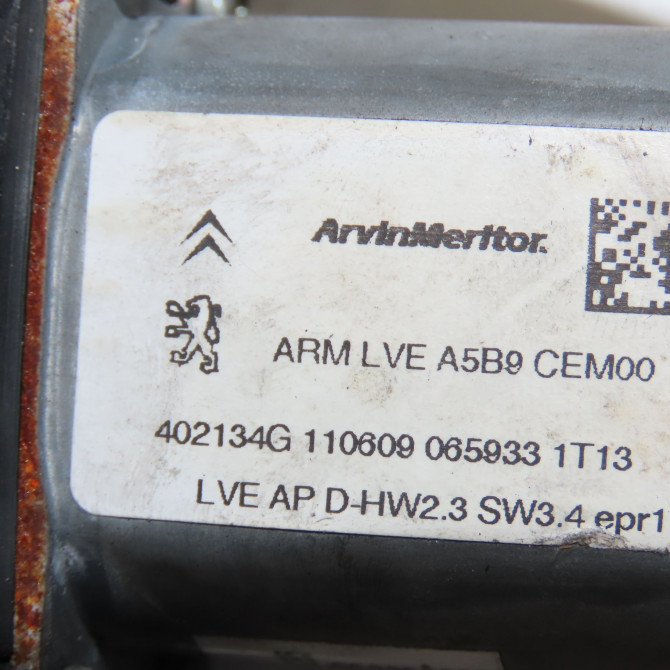 ArvinMeritor.
ARM LVE A5B9 CEM00
402134G 110609 065933 1T13
LVE AP D-HW2.3 SW3.4 epr1